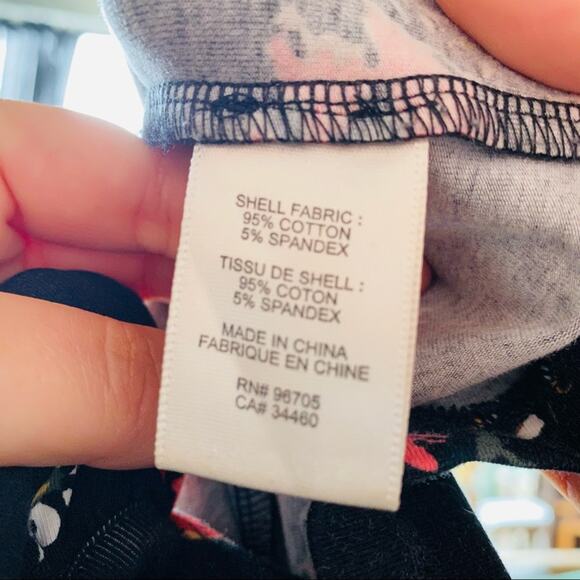 SHELL FABRIC :
95% COTTON
5% SPANDEX
TISSU DE SHELL :
95% COTON
5% SPANDEX
MADE IN CHINA
FABRIQUE EN CHINE
RN# 96705
CA# 34460